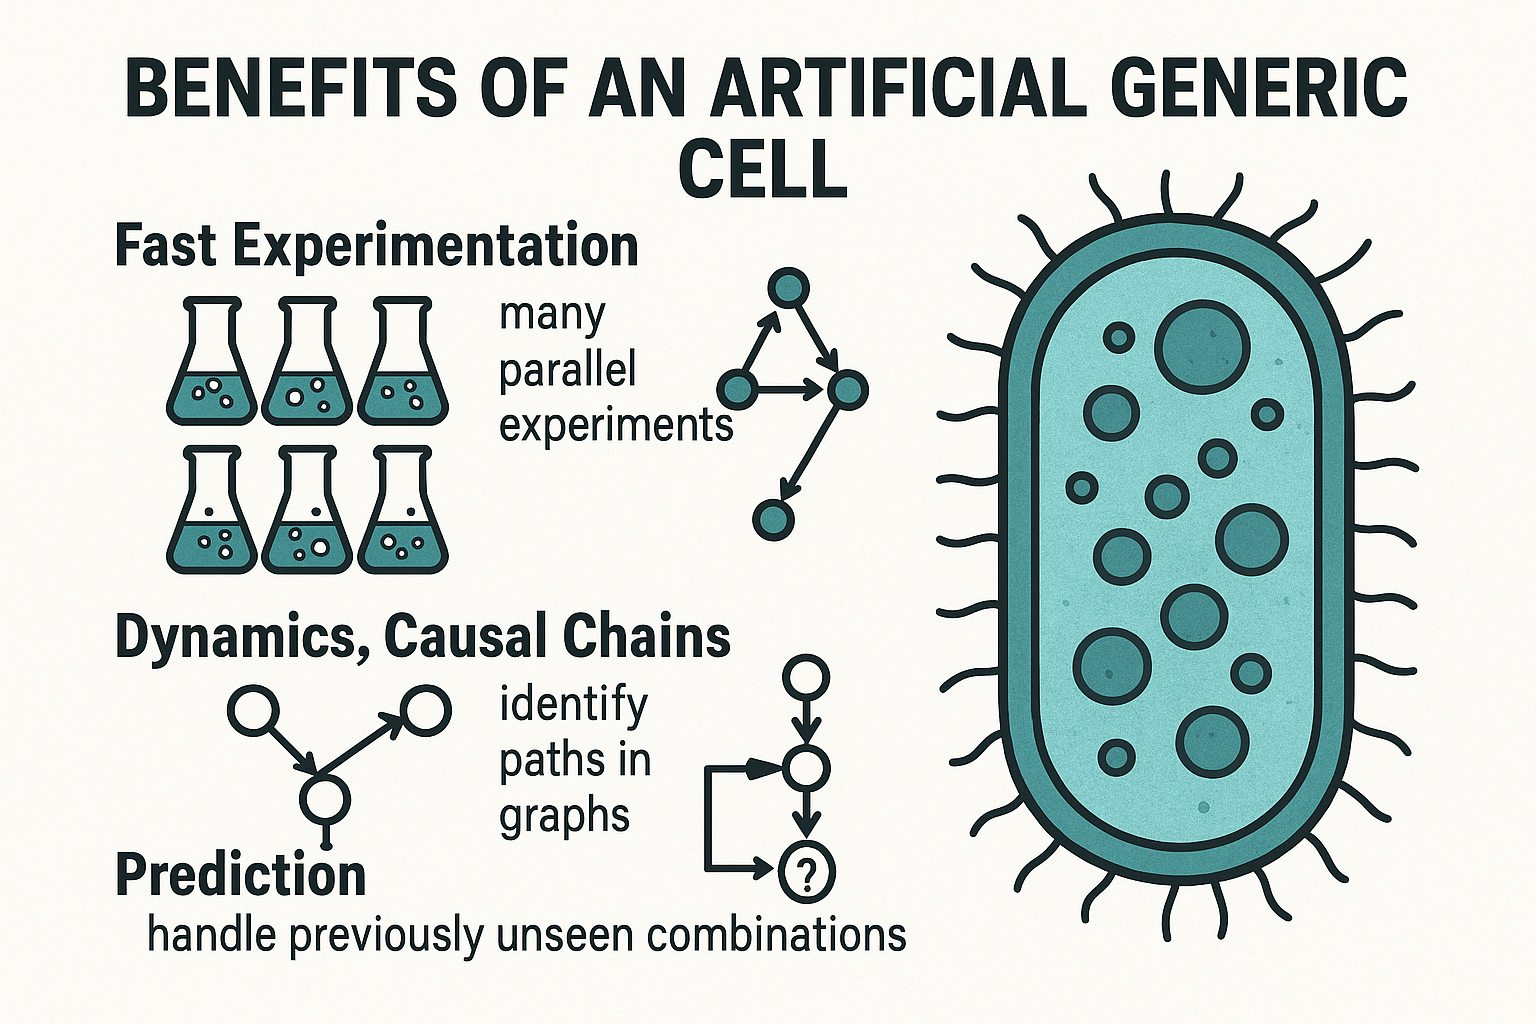 BENEFITS OF AN ARTIFICIAL GENERIC
CELL
Fast Experimentation
many
parallel
experiments
Dynamics, Causal Chains
identify
paths in
graphs
?
Prediction
handle previously unseen combinations